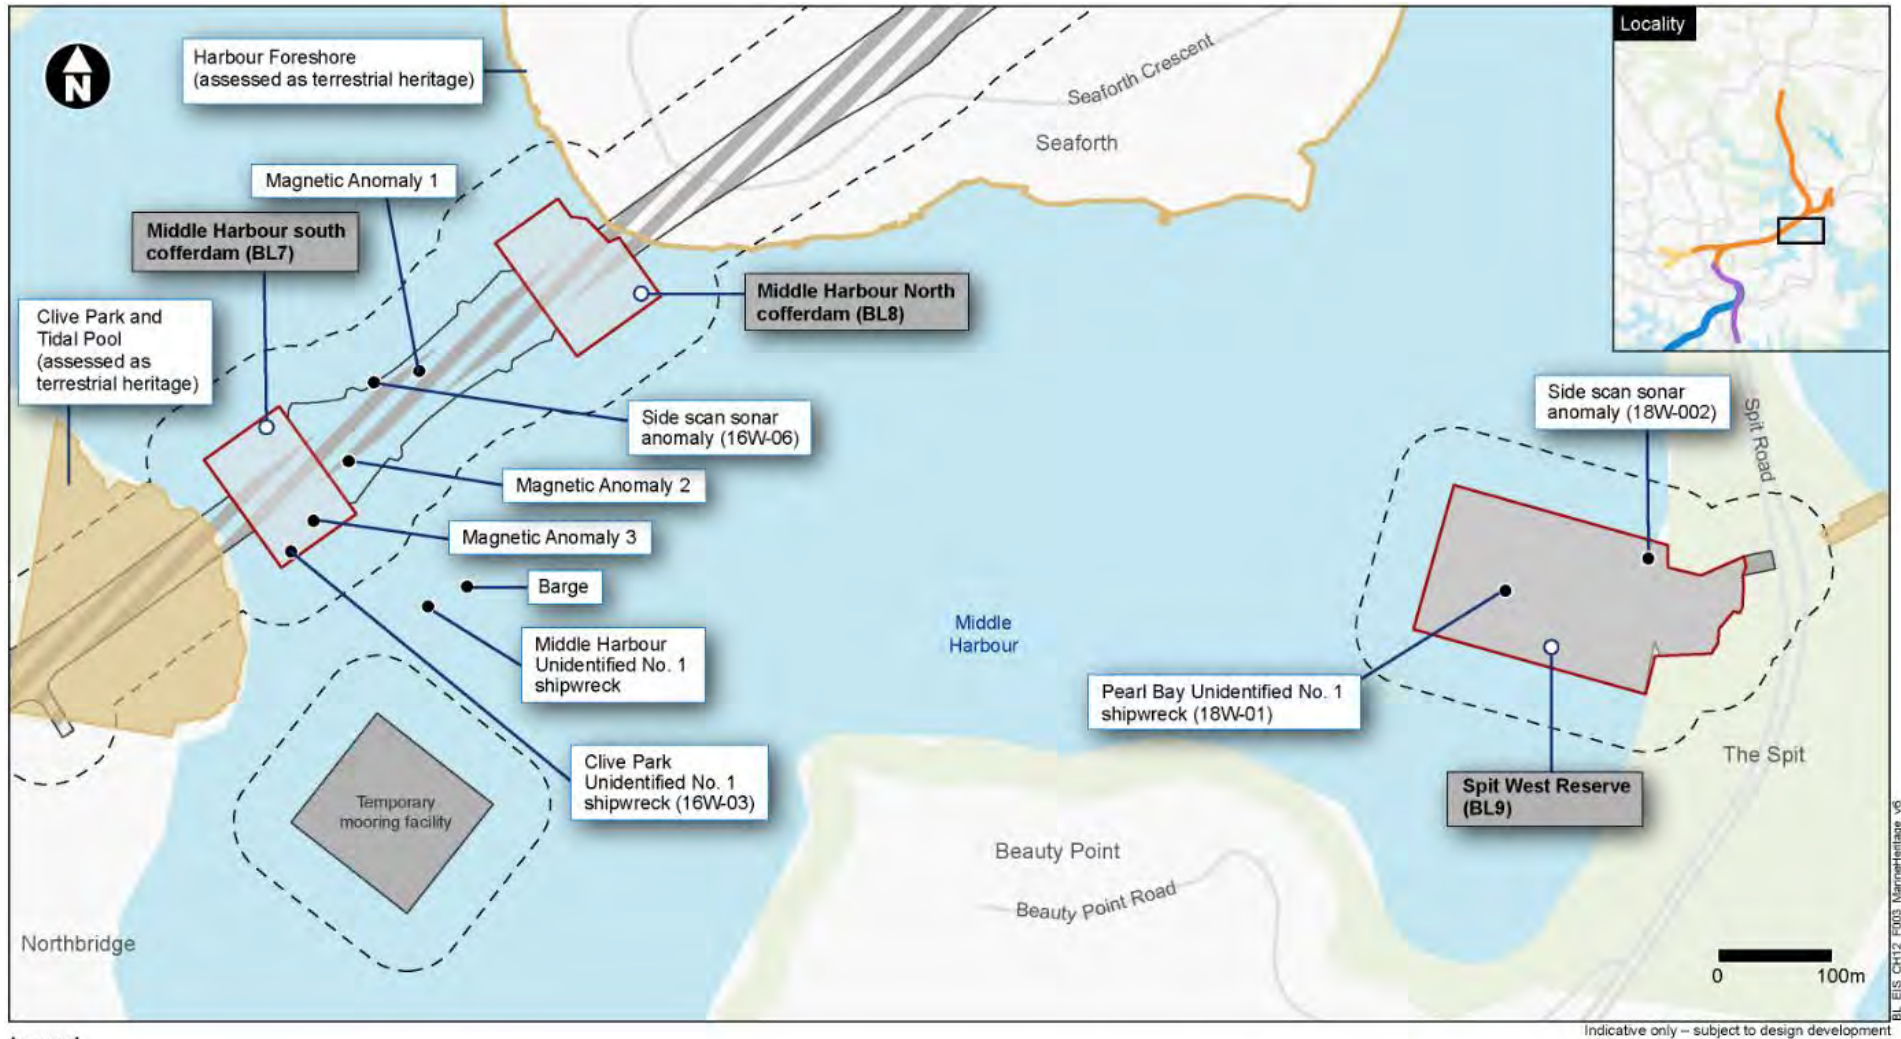 Locality
N
Harbour Foreshore
(assessed as terrestrial heritage)
Seaforth Crescent
Seaforth
Magnetic Anomaly 1
Middle Harbour south
cofferdam (BL7)
Middle Harbour North
cofferdam (BL8)
Clive Park and
Tidal Pool
(assessed as
terrestrial heritage)
Side scan sonar
anomaly (16W-06)
Side scan sonar
anomaly (18W-002)
Spit Road
Magnetic Anomaly 2
Magnetic Anomaly 3
Barge
Middle Harbour
Unidentified No. 1
shipwreck
Middle
Harbour
Pearl Bay Unidentified No. 1
shipwreck (18W-01)
Clive Park
Unidentified No. 1
shipwreck (16W-03)
Temporary
mooring facility
Spit West Reserve
(BL9)
The Spit
Beauty Point
Beauty Point Road
Northbridge
0 100m
BL_EIS_CH12_F003_MarineHeritage_v6
Indicative only – subject to design development